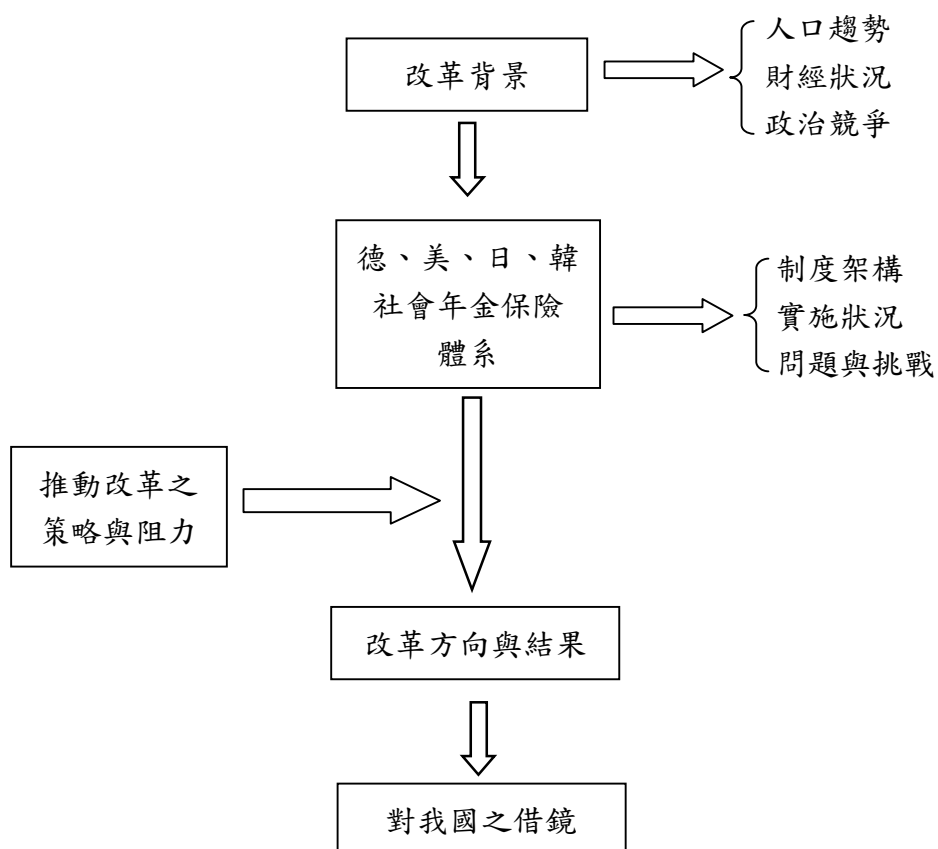 改革背景
人口趨勢
財經狀況
政治競爭
德、美、日、韓
社會年金保險
體系
制度架構
實施狀況
問題與挑戰
推動改革之
策略與阻力
改革方向與結果
對我國之借鏡